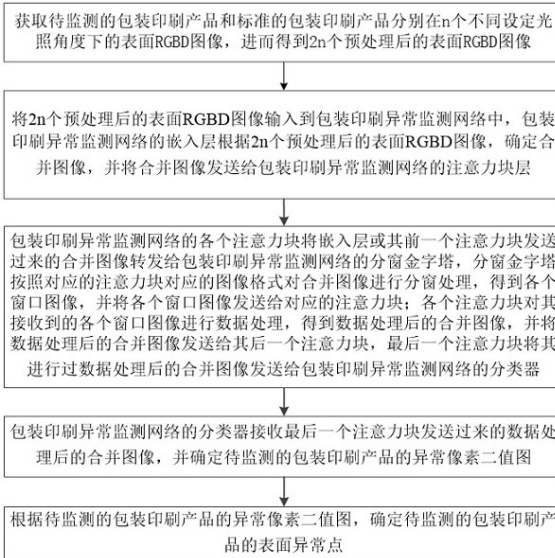 获取待监测的包装印刷产品和标准的包装印刷产品分别在n个不同设定光
照角度下的表面RGBD图像，进而得到2n个预处理后的表面RGBD图像
将2n个预处理后的表面RGBD图像输入到包装印刷异常监测网络中，包装
印刷异常监测网络的嵌入层根据2n个预处理后的表面RGBD图像，确定合
并图像，并将合并图像发送给包装印刷异常监测网络的注意力块层
包装印刷异常监测网络的各个注意力块将嵌入层或其前一个注意力块发送
过来的合并图像转发给包装印刷异常监测网络的分窗金字塔，分窗金字塔
按照对应的注意力块对应的图像格式对合并图像进行分窗处理，得到各个
窗口图像，并将各个窗口图像发送给对应的注意力块；各个注意力块对其
接收到的各个窗口图像进行数据处理，得到数据处理后的合并图像，并将
数据处理后的合并图像发送给其后一个注意力块，最后一个注意力块将其
进行过数据处理后的合并图像发送给包装印刷异常监测网络的分类器
包装印刷异常监测网络的分类器接收最后一个注意力块发送过来的数据处
理后的合并图像，并确定待监测的包装印刷产品的异常像素二值图
根据待监测的包装印刷产品的异常像素二值图，确定待监测的包装印刷产
品的表面异常点